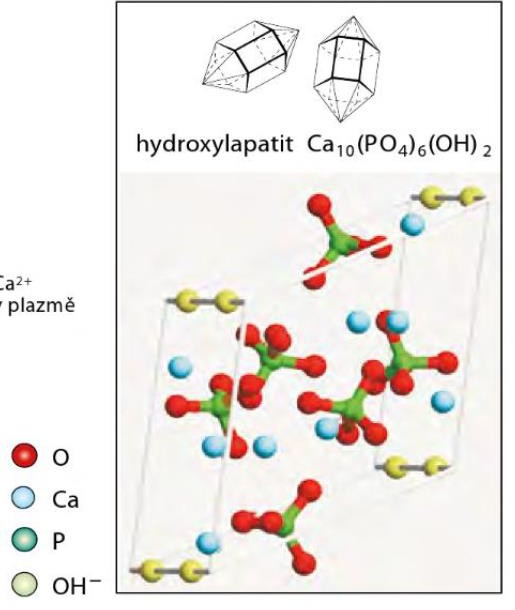 hydroxylapatit Ca₁₀(PO₄)₆(OH)₂
Ca²⁺
v plazmě
O
Ca
P
OH⁻